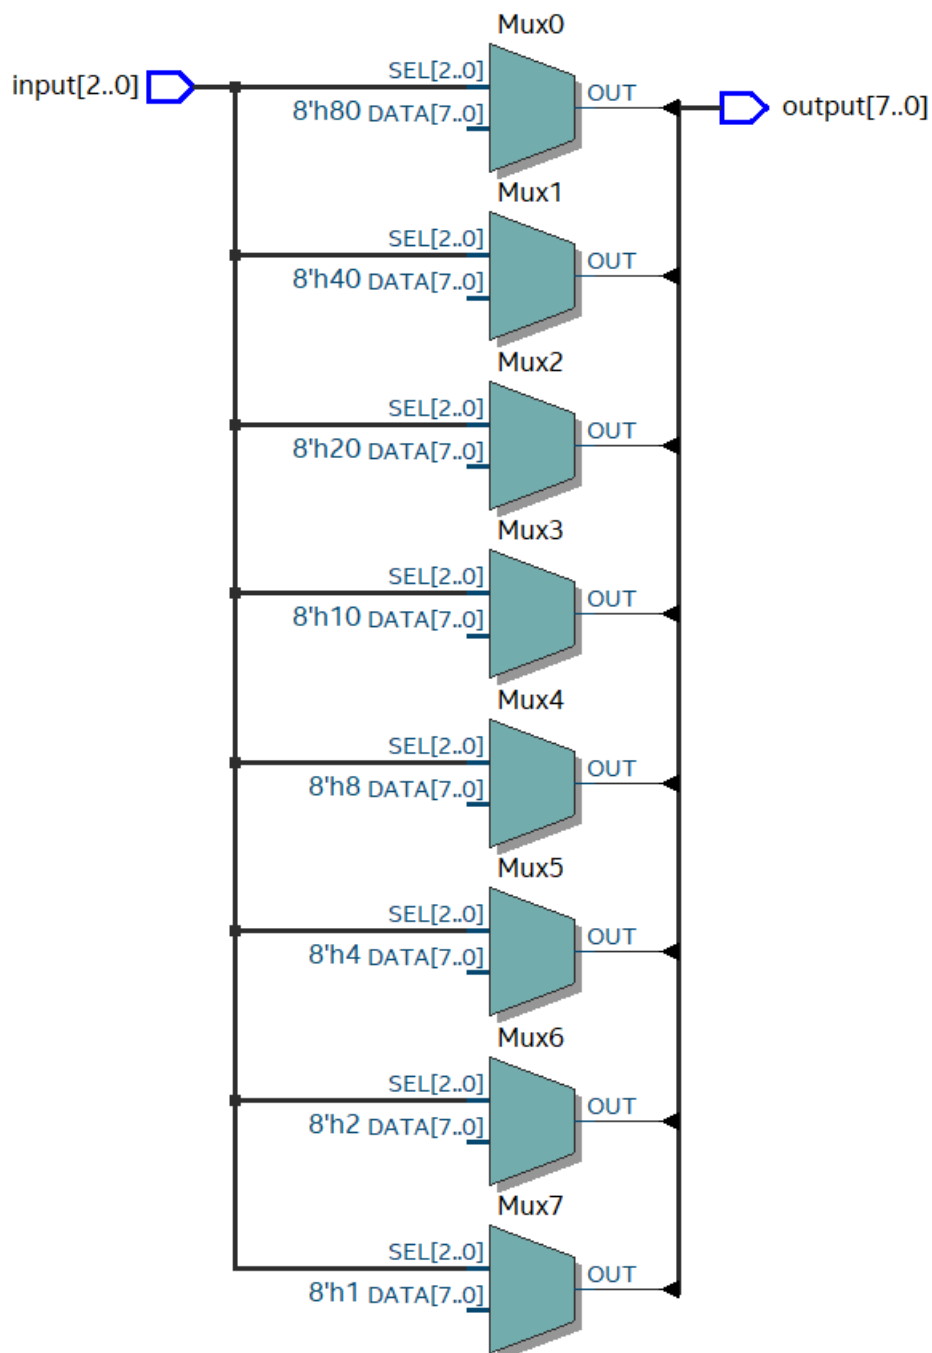 Mux0
input[2..0]
SEL[2..0]
8'h80 DATA[7..0]
OUT
output[7..0]
Mux1
SEL[2..0]
8'h40 DATA[7..0]
OUT
Mux2
SEL[2..0]
8'h20 DATA[7..0]
OUT
Mux3
SEL[2..0]
8'h10 DATA[7..0]
OUT
Mux4
SEL[2..0]
8'h8 DATA[7..0]
OUT
Mux5
SEL[2..0]
8'h4 DATA[7..0]
OUT
Mux6
SEL[2..0]
8'h2 DATA[7..0]
OUT
Mux7
SEL[2..0]
8'h1 DATA[7..0]
OUT